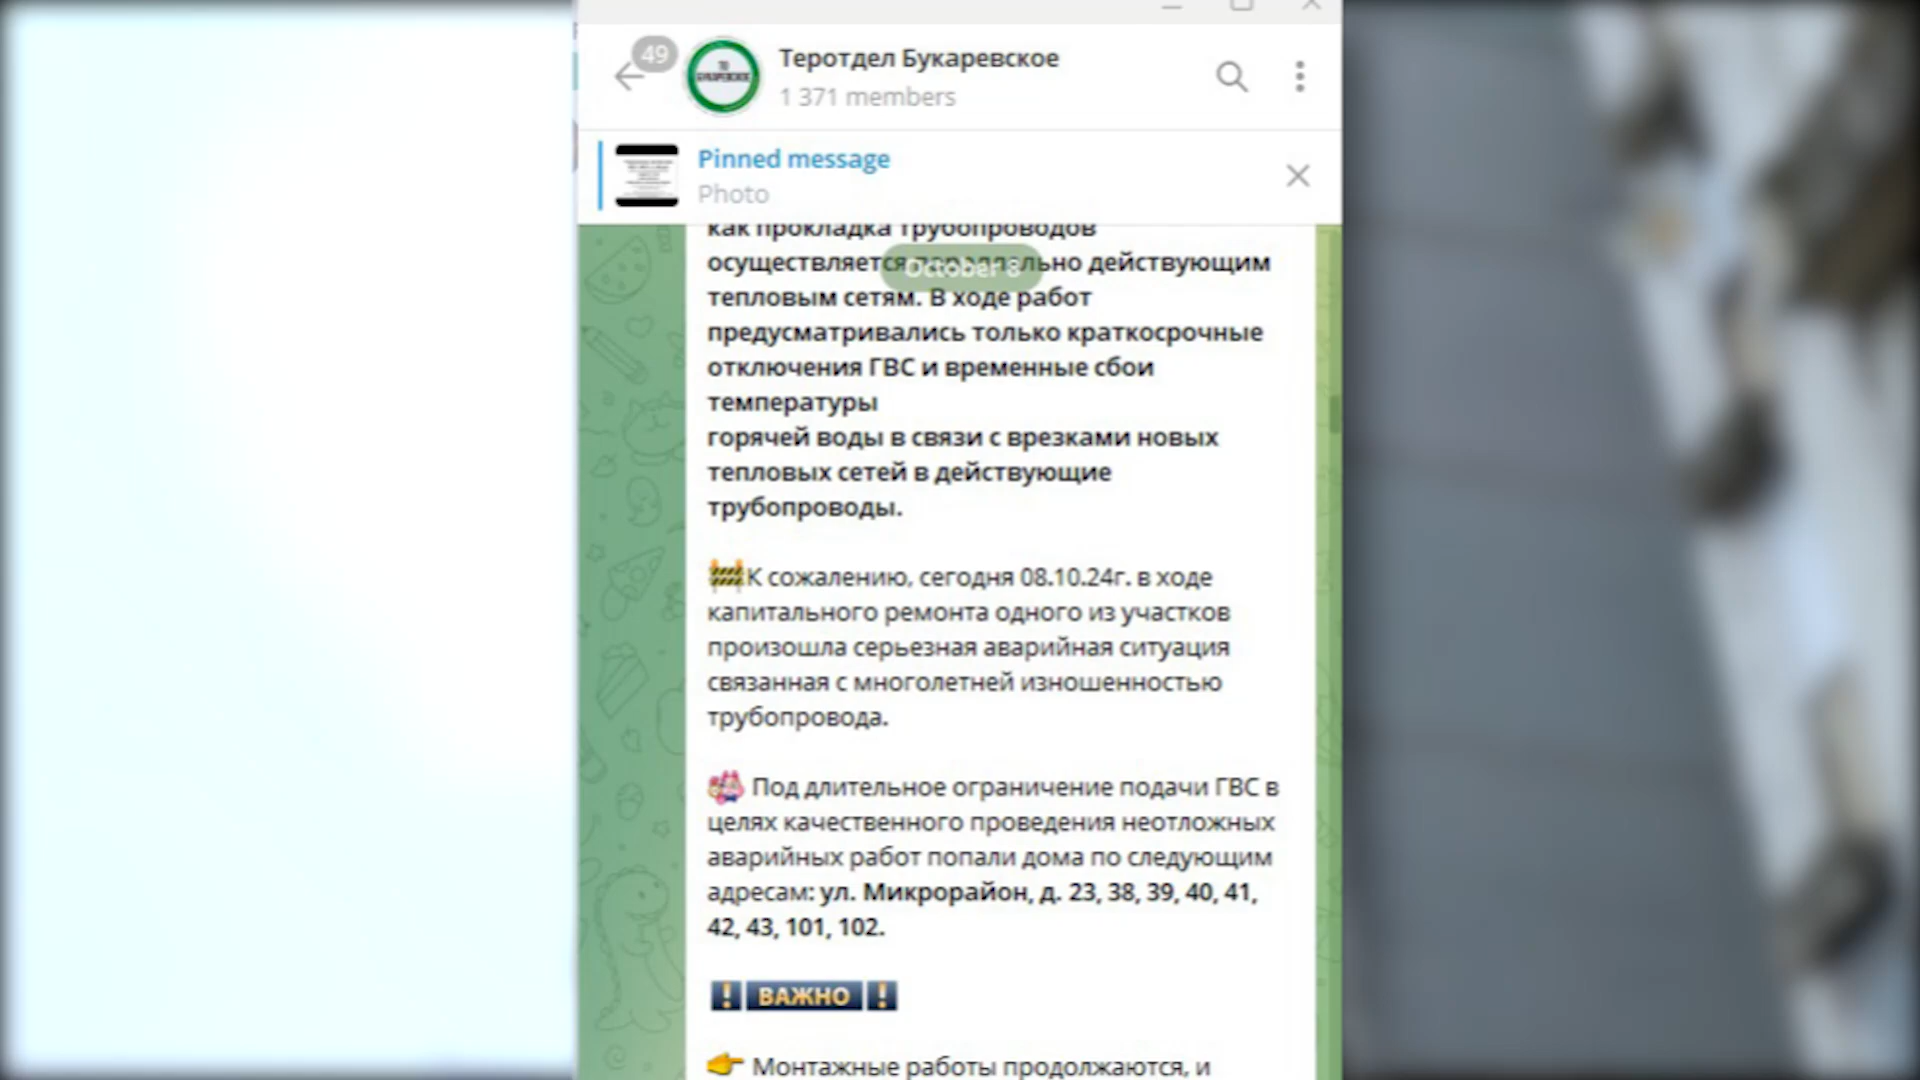 49
Теротдел Букаревское
1 371 members
Pinned message
Photo
как прокладка трубопроводов
осуществляется параллельно действующим
October 8
тепловым сетям. В ходе работ
предусматривались только краткосрочные
отключения ГВС и временные сбои
температуры
горячей воды в связи с врезками новых
тепловых сетей в действующие
трубопроводы.
К сожалению, сегодня 08.10.24г. в ходе
капитального ремонта одного из участков
произошла серьезная аварийная ситуация
связанная с многолетней изношенностью
трубопровода.
Под длительное ограничение подачи ГВС в
целях качественного проведения неотложных
аварийных работ попали дома по следующим
адресам: ул. Микрорайон, д. 23, 38, 39, 40, 41,
42, 43, 101, 102.
! ВАЖНО !
Монтажные работы продолжаются, и